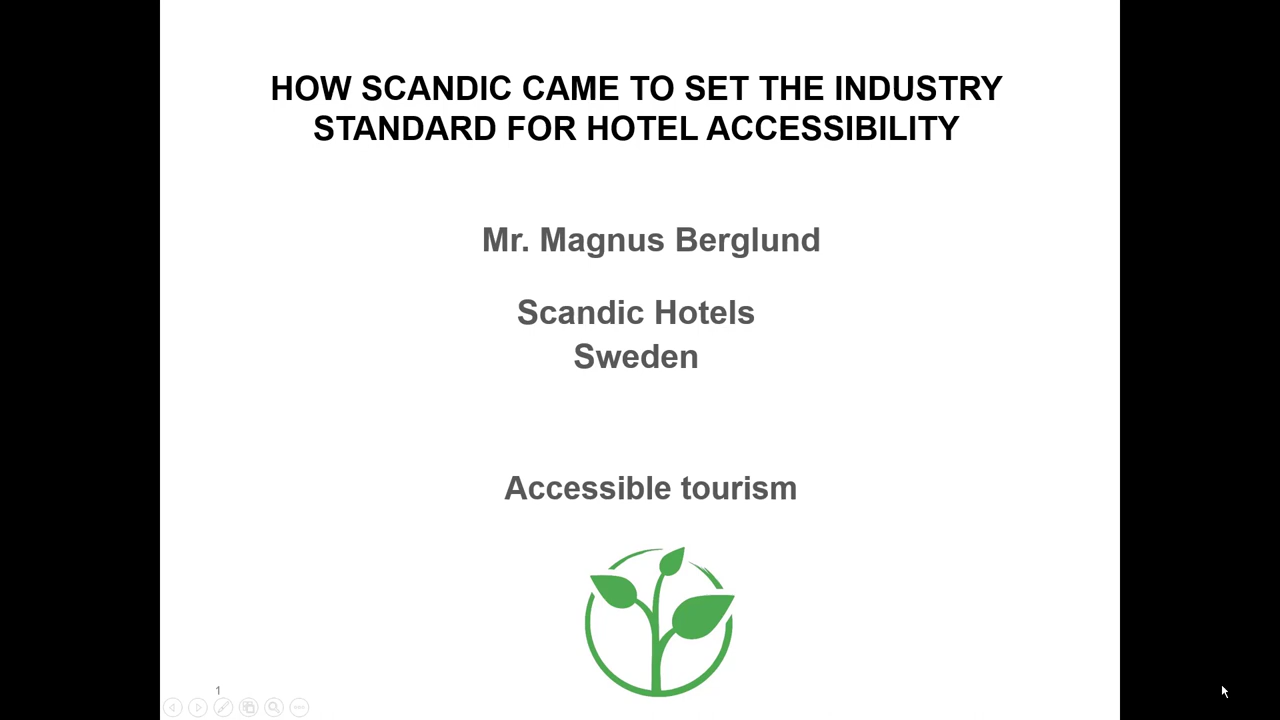 HOW SCANDIC CAME TO SET THE INDUSTRY
STANDARD FOR HOTEL ACCESSIBILITY
Mr. Magnus Berglund
Scandic Hotels
Sweden
Accessible tourism
1